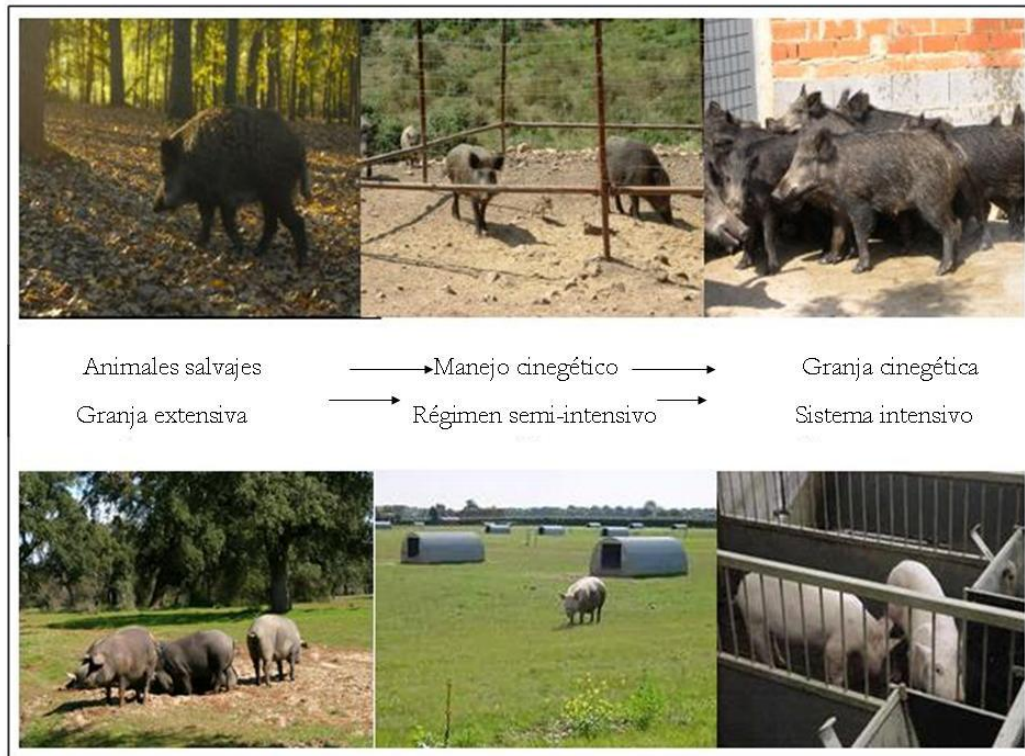 Animales salvajes Manejo cinegético Granja cinegética
Granja extensiva Régimen semi-intensivo Sistema intensivo